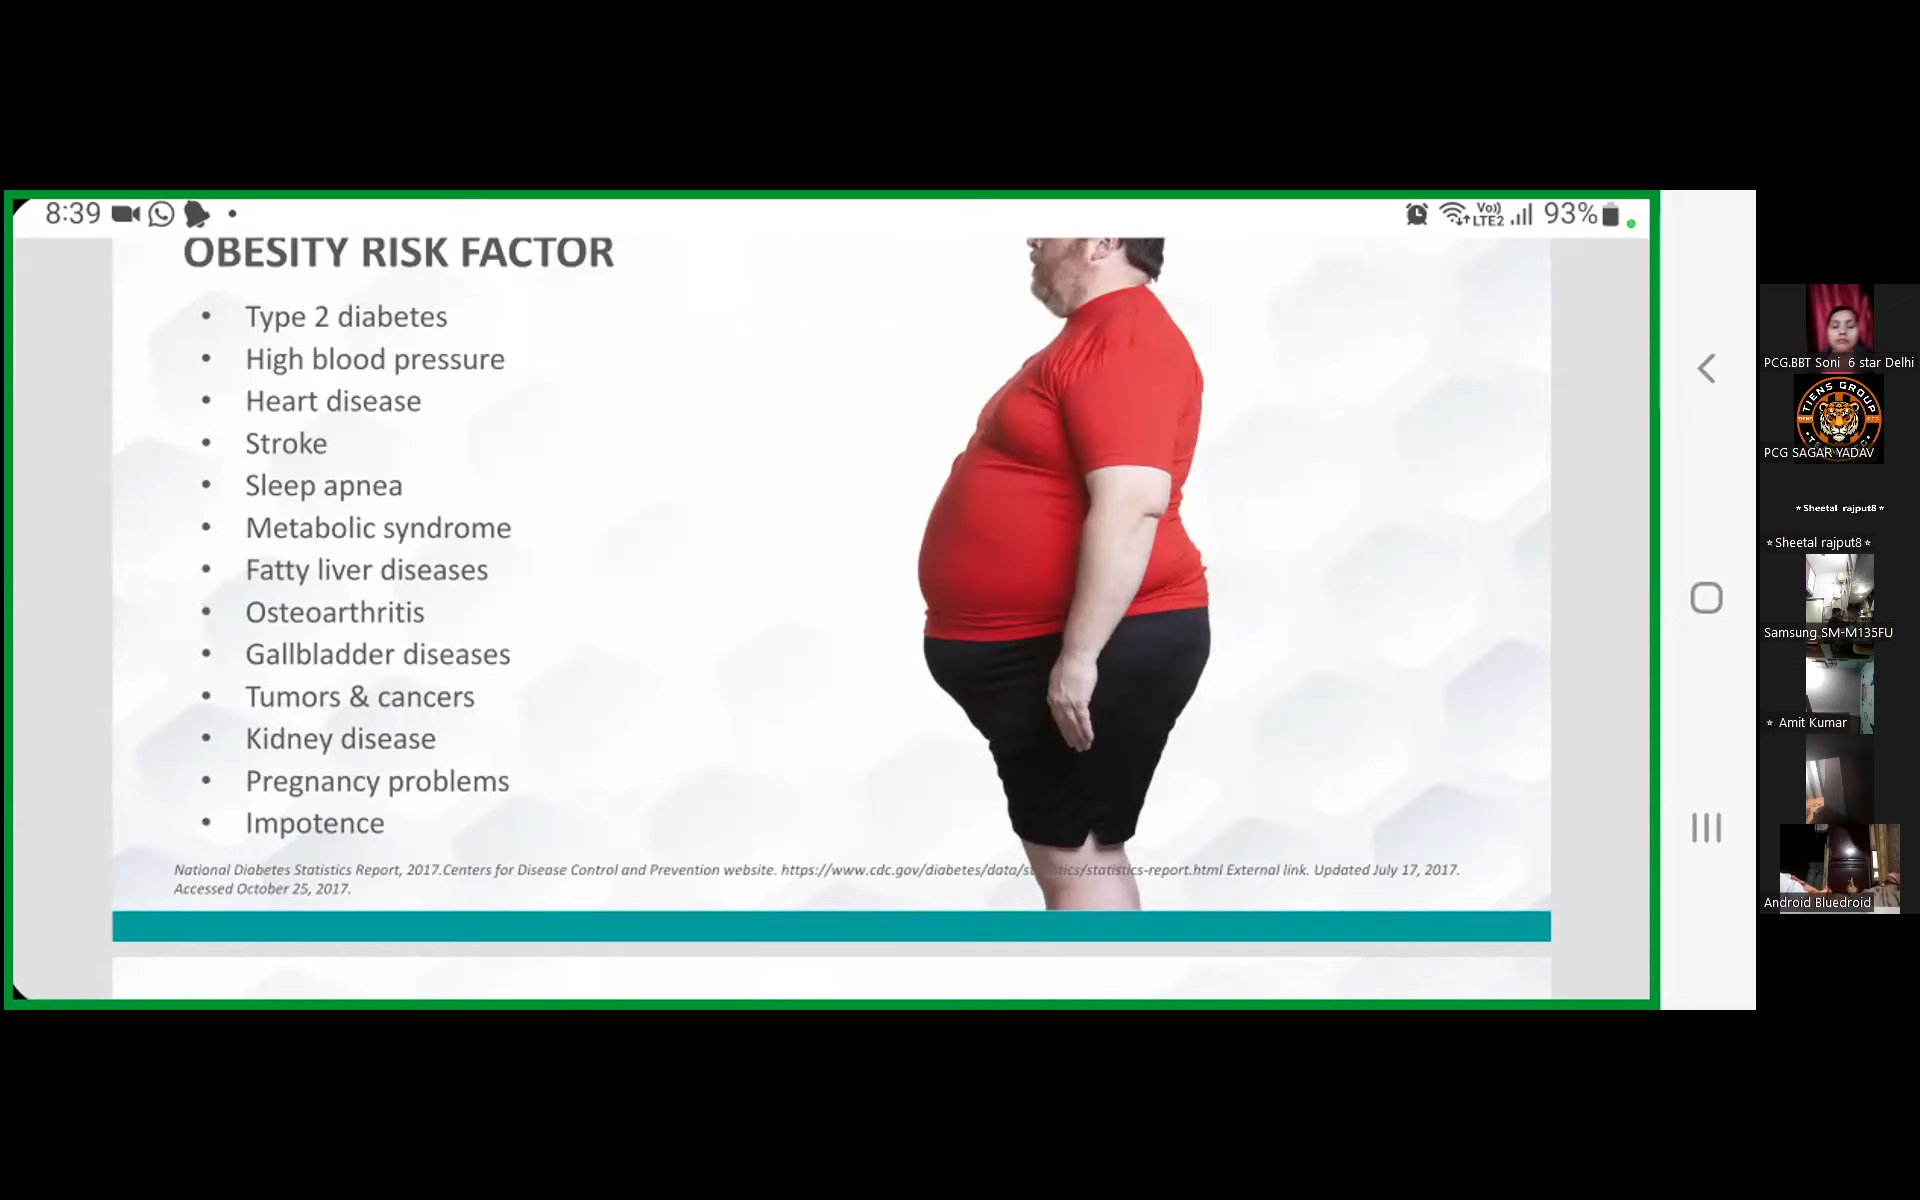 8:39
Vo))
LTE2
93%
OBESITY RISK FACTOR
• Type 2 diabetes
• High blood pressure
• Heart disease
• Stroke
• Sleep apnea
• Metabolic syndrome
• Fatty liver diseases
• Osteoarthritis
• Gallbladder diseases
• Tumors & cancers
• Kidney disease
• Pregnancy problems
• Impotence
National Diabetes Statistics Report, 2017.Centers for Disease Control and Prevention website. https://www.cdc.gov/diabetes/data/s tics/statistics-report.html External link. Updated July 17, 2017.
Accessed October 25, 2017.
PCG.BBT Soni 6 star Delhi
TIENS GROUP
PCG SAGAR YADAV
⭑Sheetal rajput8⭑
⭑Sheetal rajput8⭑
Samsung SM-M135FU
⭑ Amit Kumar
Android Bluedroid